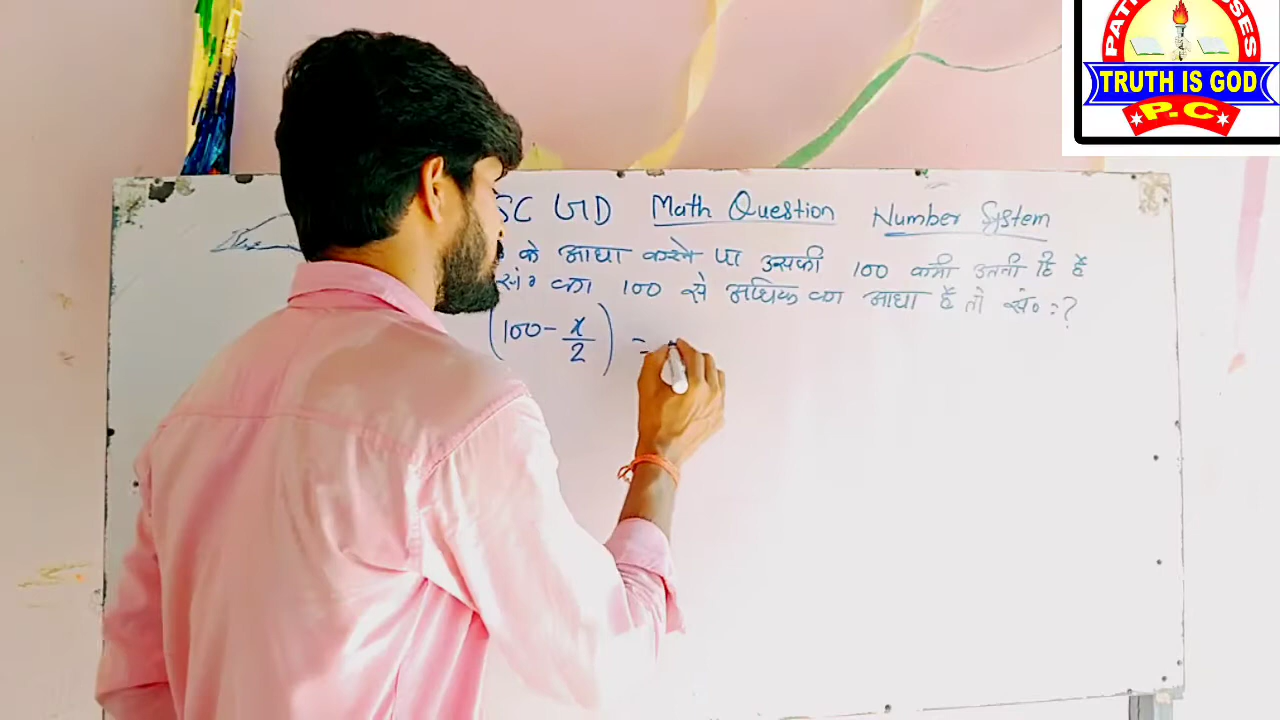 SC GD Math Question Number System
के आधा करने पर उसकी 100 कमी उतनी हि है
सं० का 100 से अधिक का आधा है तो सं० = ?
(100 - x/2) =
TRUTH IS GOD
P.C